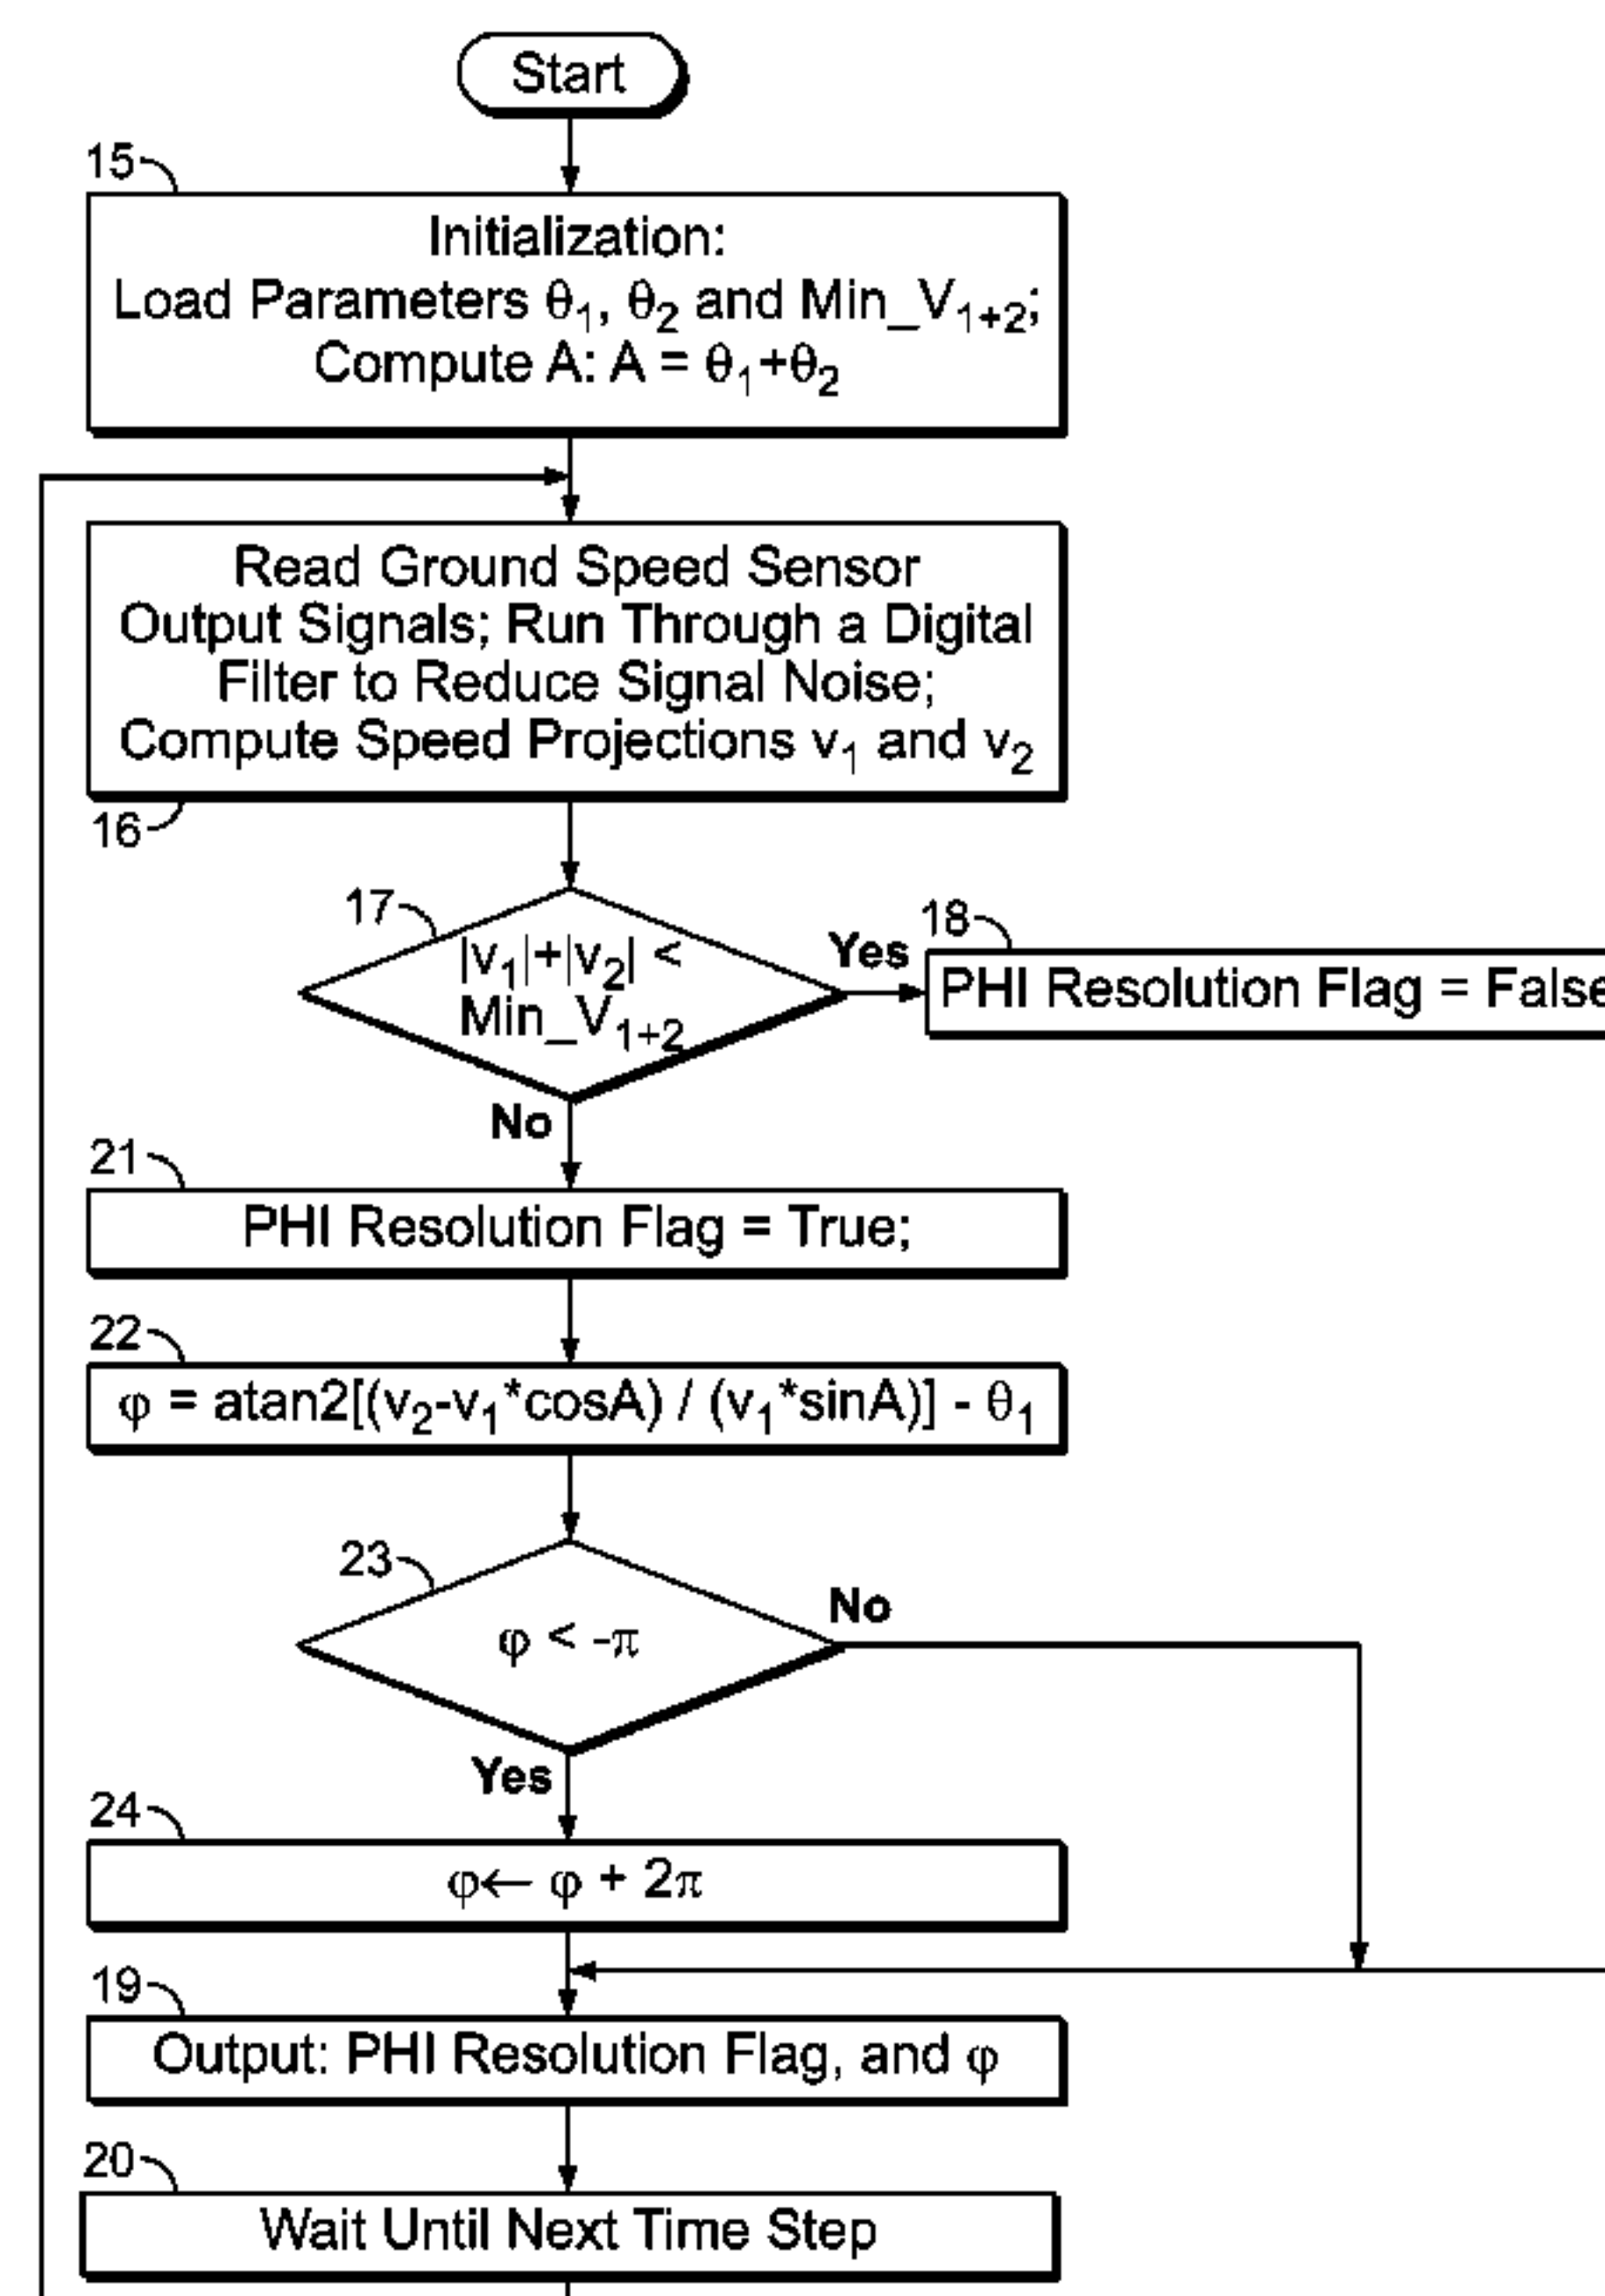 Start
15
Initialization:
Load Parameters θ₁, θ₂ and Min_V₁₊₂;
Compute A: A = θ₁+θ₂
Read Ground Speed Sensor
Output Signals; Run Through a Digital
Filter to Reduce Signal Noise;
Compute Speed Projections v₁ and v₂
16
17
|v₁|+|v₂| <
Min_V₁₊₂
Yes
18
PHI Resolution Flag = False
No
21
PHI Resolution Flag = True;
22
φ = atan2[(v₂-v₁*cosA) / (v₁*sinA)] - θ₁
23
φ < -π
No
Yes
24
φ← φ + 2π
19
Output: PHI Resolution Flag, and φ
20
Wait Until Next Time Step